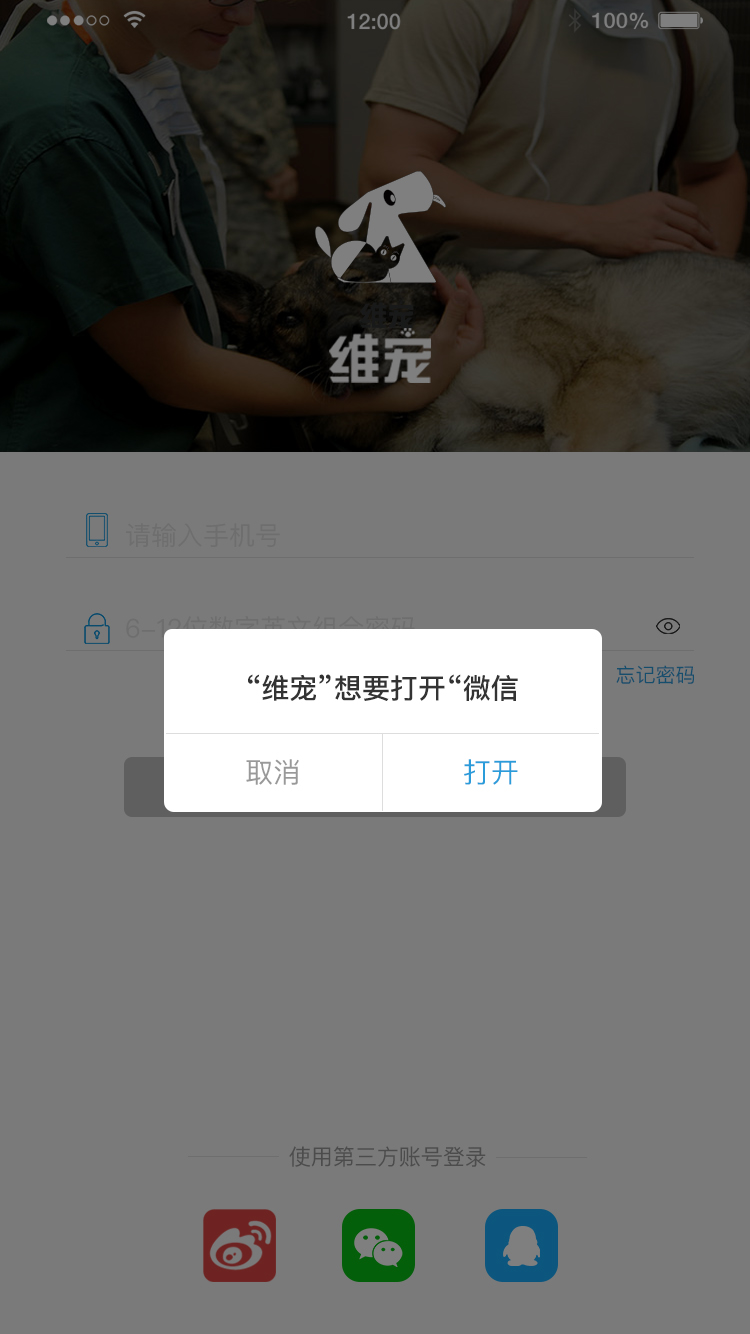 12:00
100%
维宠
请输入手机号
6-12位数字英文组合密码
忘记密码
“维宠”想要打开“微信
取消
打开
使用第三方账号登录